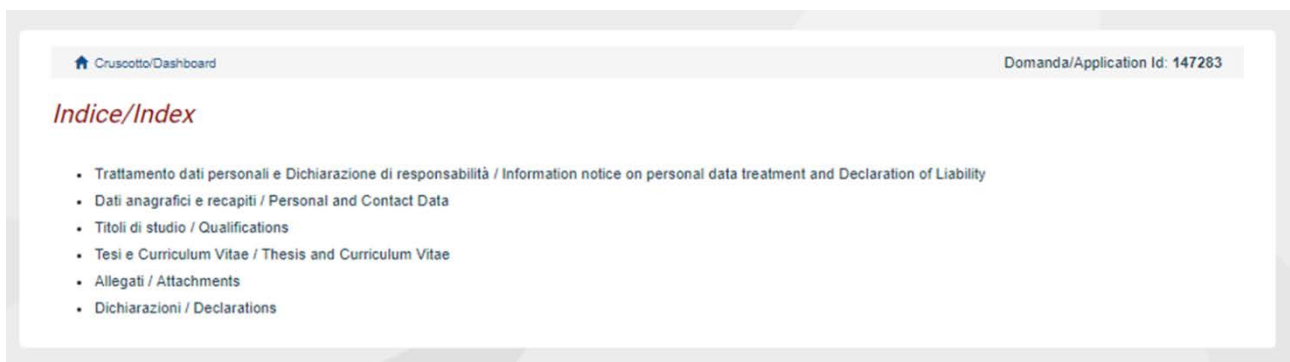 Cruscotto/Dashboard Domanda/Application Id: 147283
Indice/Index
Trattamento dati personali e Dichiarazione di responsabilità / Information notice on personal data treatment and Declaration of Liability
Dati anagrafici e recapiti / Personal and Contact Data
Titoli di studio / Qualifications
Tesi e Curriculum Vitae / Thesis and Curriculum Vitae
Allegati / Attachments
Dichiarazioni / Declarations